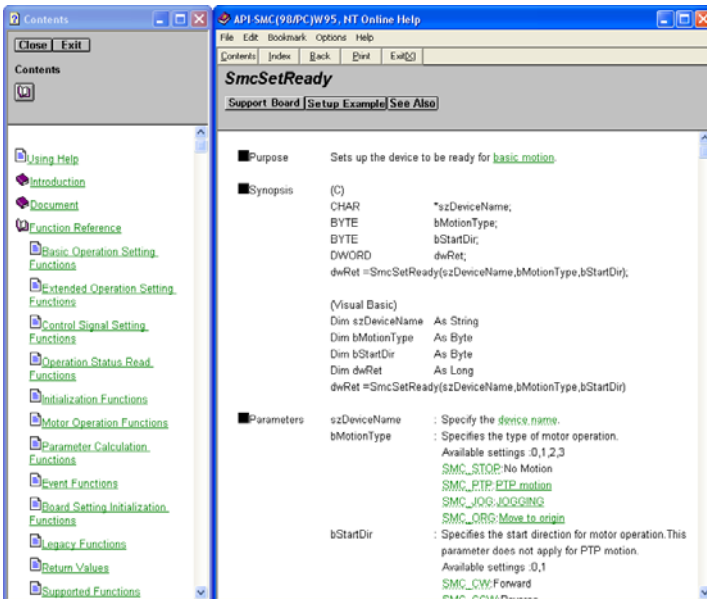 Contents
Close Exit
Contents
Using Help
Introduction
Document
Function Reference
Basic Operation Setting
Functions
Extended Operation Setting
Functions
Control Signal Setting
Functions
Operation Status Read
Functions
Initialization Functions
Motor Operation Functions
Parameter Calculation
Functions
Event Functions
Board Setting Initialization
Functions
Legacy Functions
Return Values
Supported Functions
API-SMC(98/PC)W95, NT Online Help
File Edit Bookmark Options Help
Contents Index Back Print Exit(X)
SmcSetReady
Support Board Setup Example See Also
■Purpose Sets up the device to be ready for basic motion.
■Synopsis (C)
CHAR *szDeviceName;
BYTE bMotionType;
BYTE bStartDir;
DWORD dwRet;
dwRet =SmcSetReady(szDeviceName,bMotionType,bStartDir);
(Visual Basic)
Dim szDeviceName As String
Dim bMotionType As Byte
Dim bStartDir As Byte
Dim dwRet As Long
dwRet =SmcSetReady(szDeviceName,bMotionType,bStartDir)
■Parameters szDeviceName : Specify the device name.
bMotionType : Specifies the type of motor operation.
Available settings :0,1,2,3
SMC_STOP:No Motion
SMC_PTP:PTP motion
SMC_JOG:JOGGING
SMC_ORG:Move to origin
bStartDir : Specifies the start direction for motor operation.This
parameter does not apply for PTP motion.
Available settings :0,1
SMC_CW:Forward
SMC_CCW:Reverse